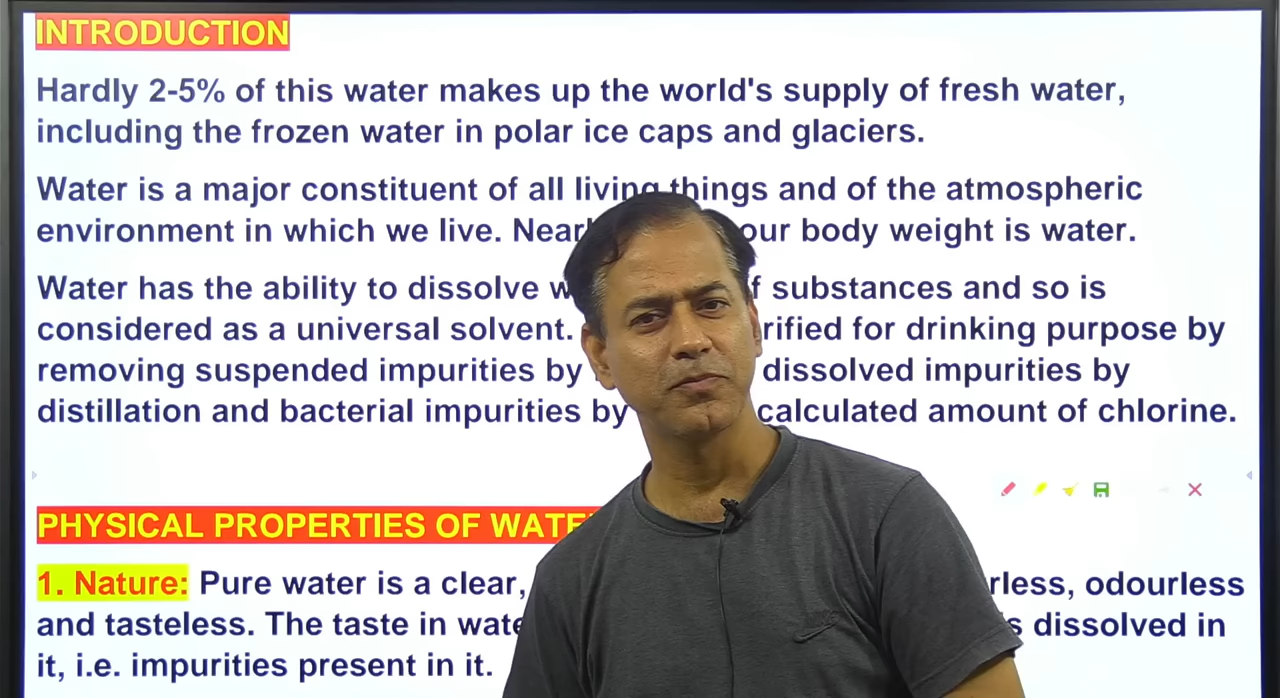 INTRODUCTION
Hardly 2-5% of this water makes up the world's supply of fresh water,
including the frozen water in polar ice caps and glaciers.
Water is a major constituent of all living things and of the atmospheric
environment in which we live. our body weight is water.
Water has the ability to dissolve substances and so is
considered as a universal solvent. for drinking purpose by
removing suspended impurities by dissolved impurities by
distillation and bacterial impurities by calculated amount of chlorine.
PHYSICAL PROPERTIES OF
1. Nature: Pure water is a clear, odourless
and tasteless. The taste in dissolved in
it, i.e. impurities present in it.